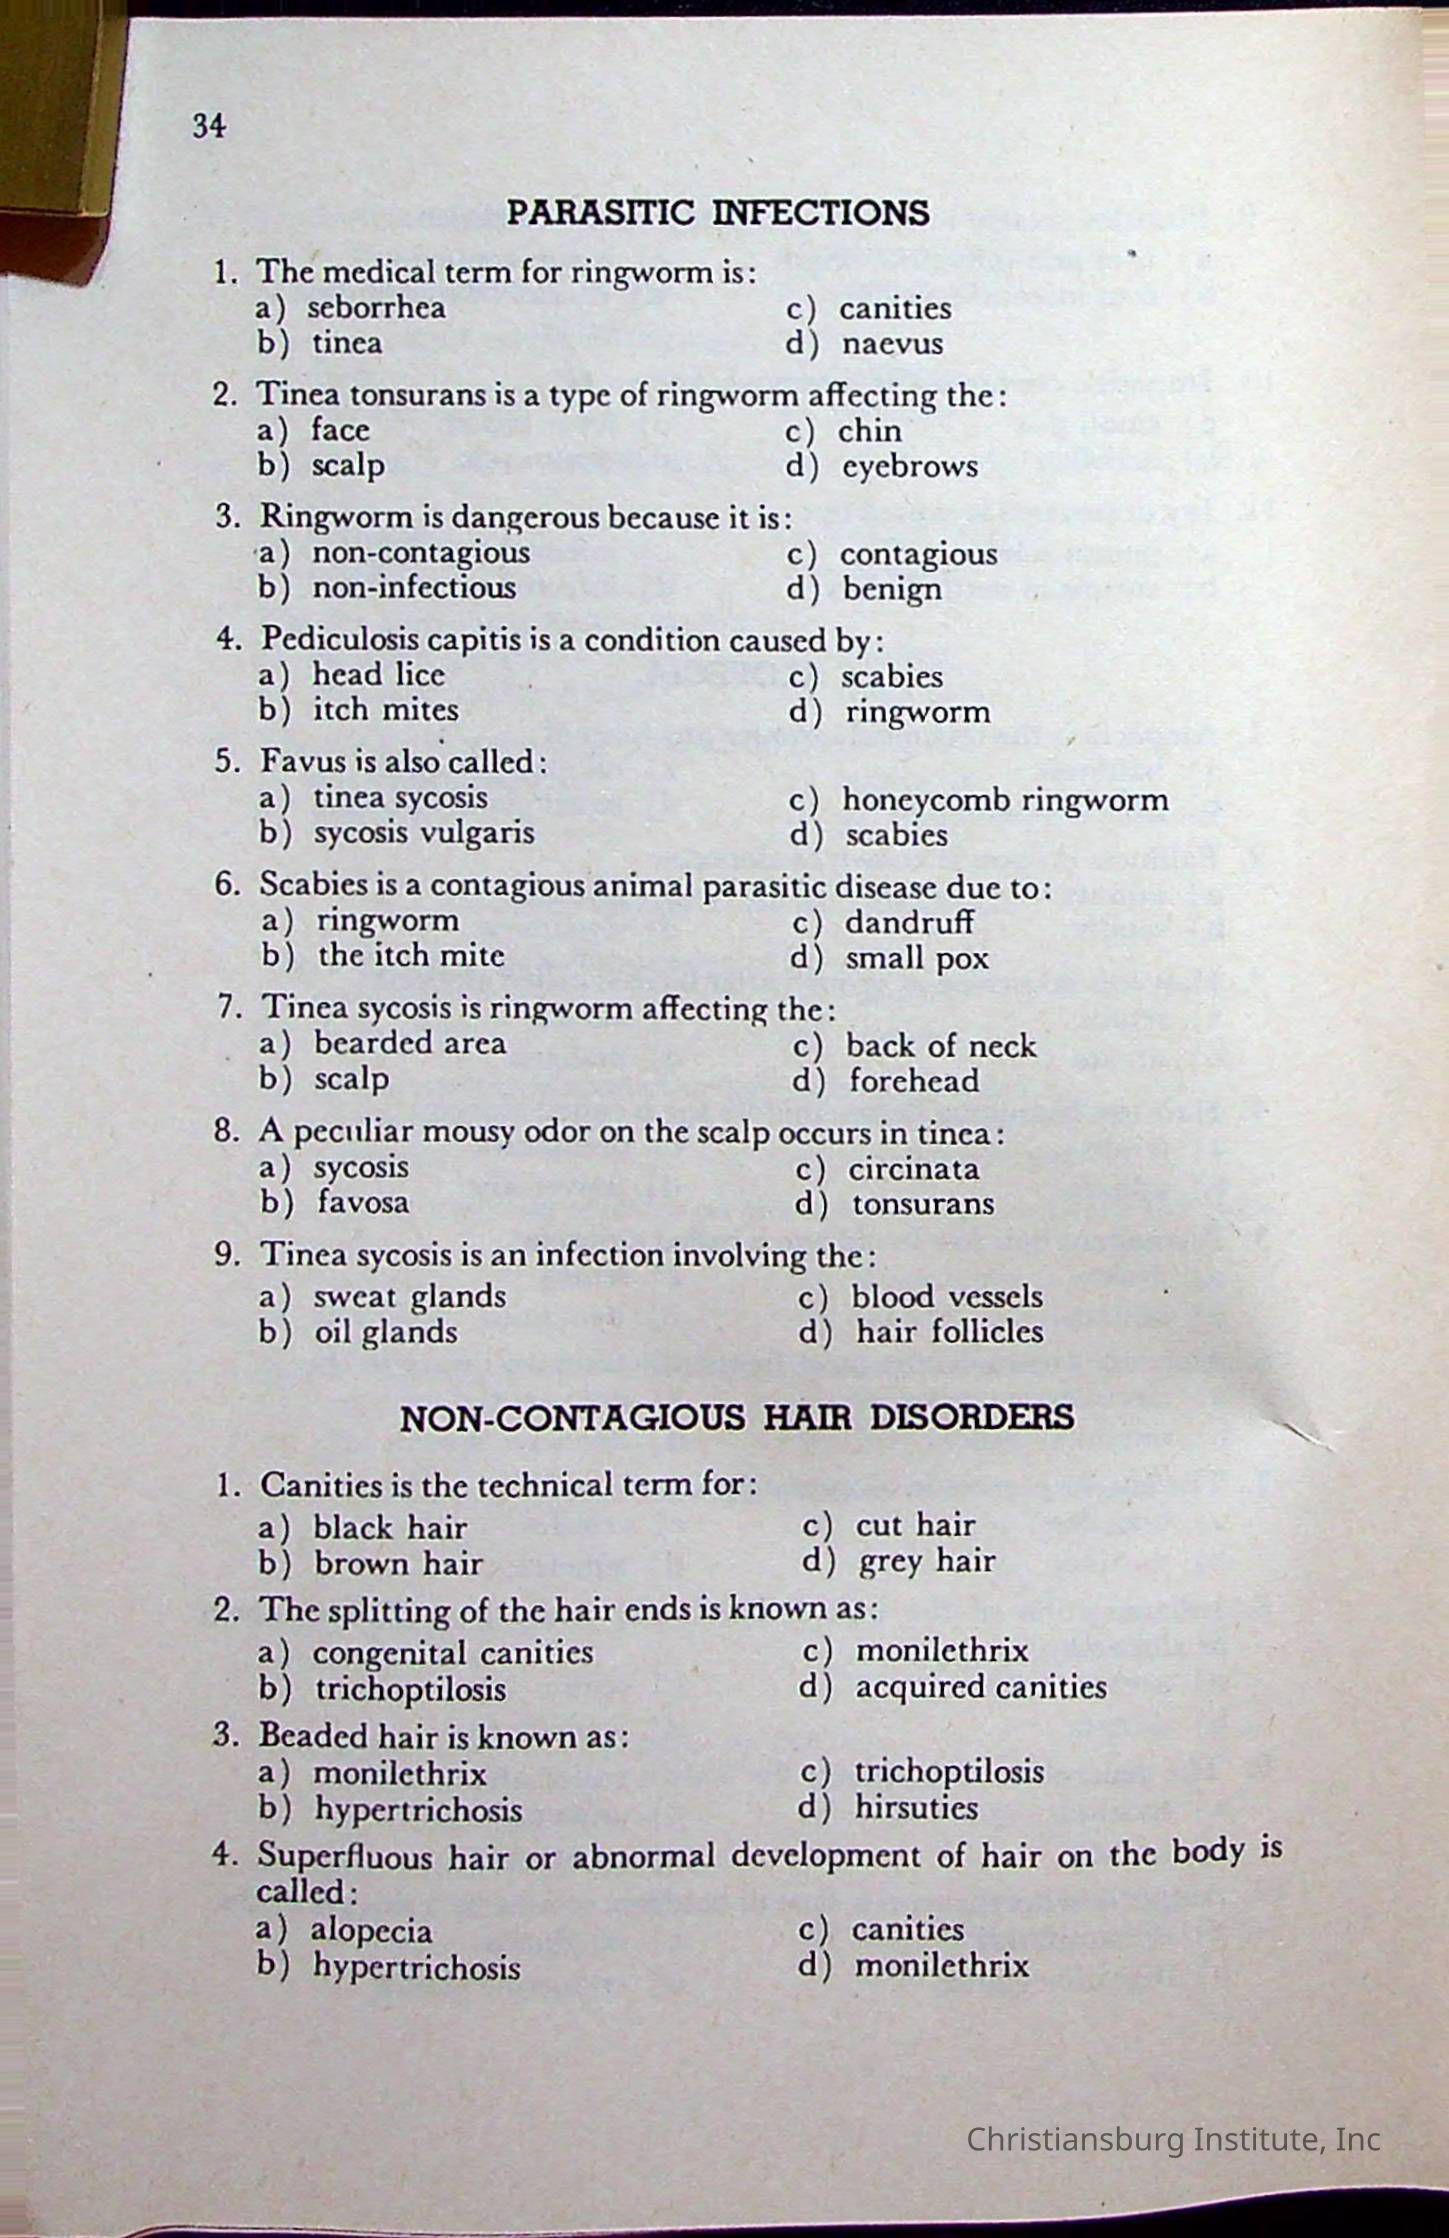 34
PARASITIC INFECTIONS
1. The medical term for ringworm is:
a) seborrhea c) canities
b) tinea d) naevus
2. Tinea tonsurans is a type of ringworm affecting the:
a) face c) chin
b) scalp d) eyebrows
3. Ringworm is dangerous because it is:
a) non-contagious c) contagious
b) non-infectious d) benign
4. Pediculosis capitis is a condition caused by:
a) head lice c) scabies
b) itch mites d) ringworm
5. Favus is also called:
a) tinea sycosis c) honeycomb ringworm
b) sycosis vulgaris d) scabies
6. Scabies is a contagious animal parasitic disease due to:
a) ringworm c) dandruff
b) the itch mite d) small pox
7. Tinea sycosis is ringworm affecting the:
a) bearded area c) back of neck
b) scalp d) forehead
8. A peculiar mousy odor on the scalp occurs in tinea:
a) sycosis c) circinata
b) favosa d) tonsurans
9. Tinea sycosis is an infection involving the:
a) sweat glands c) blood vessels
b) oil glands d) hair follicles
NON-CONTAGIOUS HAIR DISORDERS
1. Canities is the technical term for:
a) black hair c) cut hair
b) brown hair d) grey hair
2. The splitting of the hair ends is known as:
a) congenital canities c) monilethrix
b) trichoptilosis d) acquired canities
3. Beaded hair is known as:
a) monilethrix c) trichoptilosis
b) hypertrichosis d) hirsuties
4. Superfluous hair or abnormal development of hair on the body is
called:
a) alopecia c) canities
b) hypertrichosis d) monilethrix
Christiansburg Institute, Inc